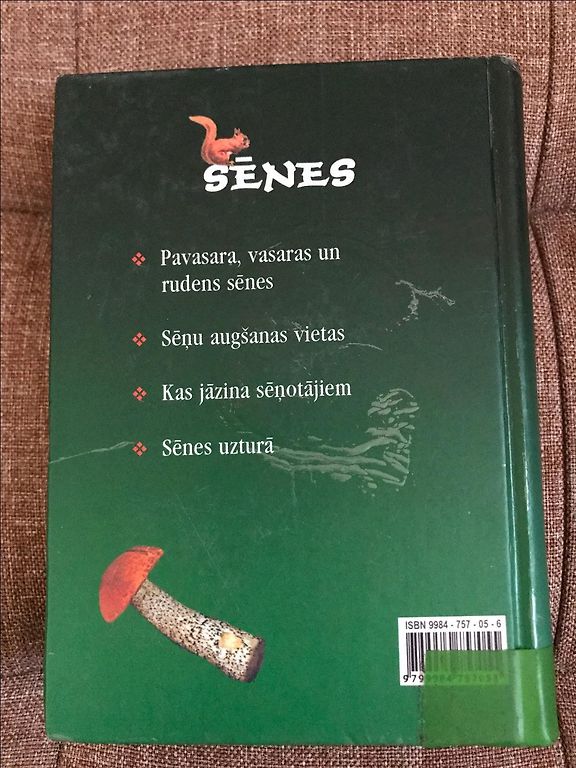 SĒNES
❖ Pavasara, vasaras un
rudens sēnes
❖ Sēņu augšanas vietas
❖ Kas jāzina sēņotājiem
❖ Sēnes uzturā
ISBN 9984 - 757 - 05 - 6